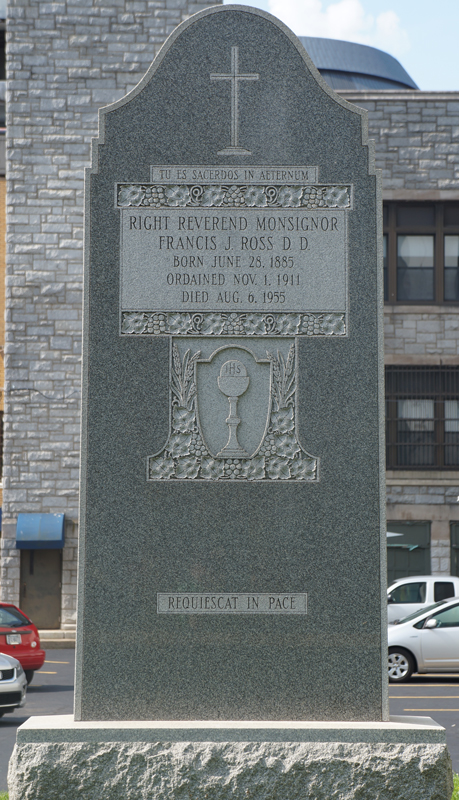 TU ES SACERDOS IN AETERNUM
RIGHT REVEREND MONSIGNOR
FRANCIS J. ROSS D. D.
BORN JUNE 28, 1885
ORDAINED NOV. 1, 1911
DIED AUG. 6, 1955
IHS
REQUIESCAT IN PACE